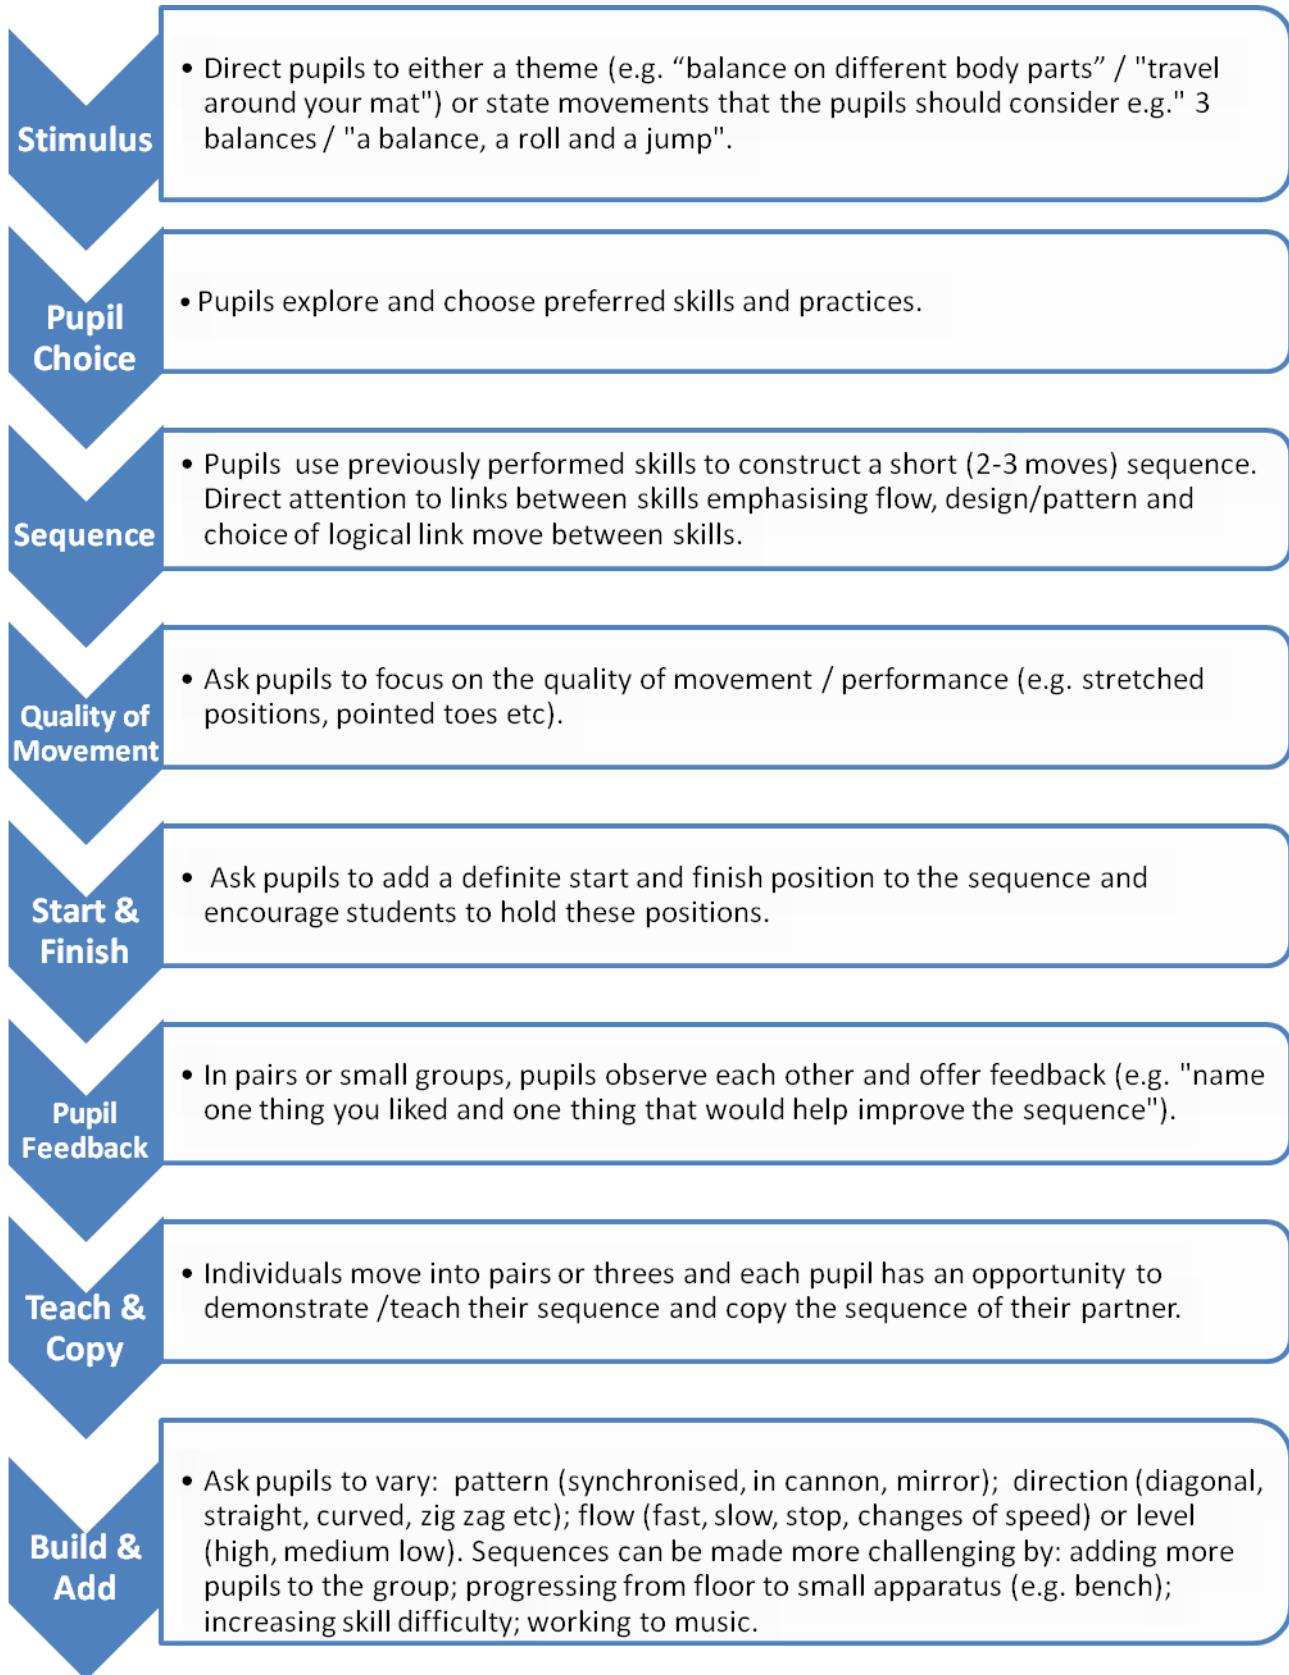 Stimulus
• Direct pupils to either a theme (e.g. “balance on different body parts” / "travel
around your mat") or state movements that the pupils should consider e.g." 3
balances / "a balance, a roll and a jump".
Pupil
Choice
• Pupils explore and choose preferred skills and practices.
Sequence
• Pupils use previously performed skills to construct a short (2-3 moves) sequence.
Direct attention to links between skills emphasising flow, design/pattern and
choice of logical link move between skills.
Quality of
Movement
• Ask pupils to focus on the quality of movement / performance (e.g. stretched
positions, pointed toes etc).
Start &
Finish
• Ask pupils to add a definite start and finish position to the sequence and
encourage students to hold these positions.
Pupil
Feedback
• In pairs or small groups, pupils observe each other and offer feedback (e.g. "name
one thing you liked and one thing that would help improve the sequence").
Teach &
Copy
• Individuals move into pairs or threes and each pupil has an opportunity to
demonstrate /teach their sequence and copy the sequence of their partner.
Build &
Add
• Ask pupils to vary: pattern (synchronised, in cannon, mirror); direction (diagonal,
straight, curved, zig zag etc); flow (fast, slow, stop, changes of speed) or level
(high, medium low). Sequences can be made more challenging by: adding more
pupils to the group; progressing from floor to small apparatus (e.g. bench);
increasing skill difficulty; working to music.